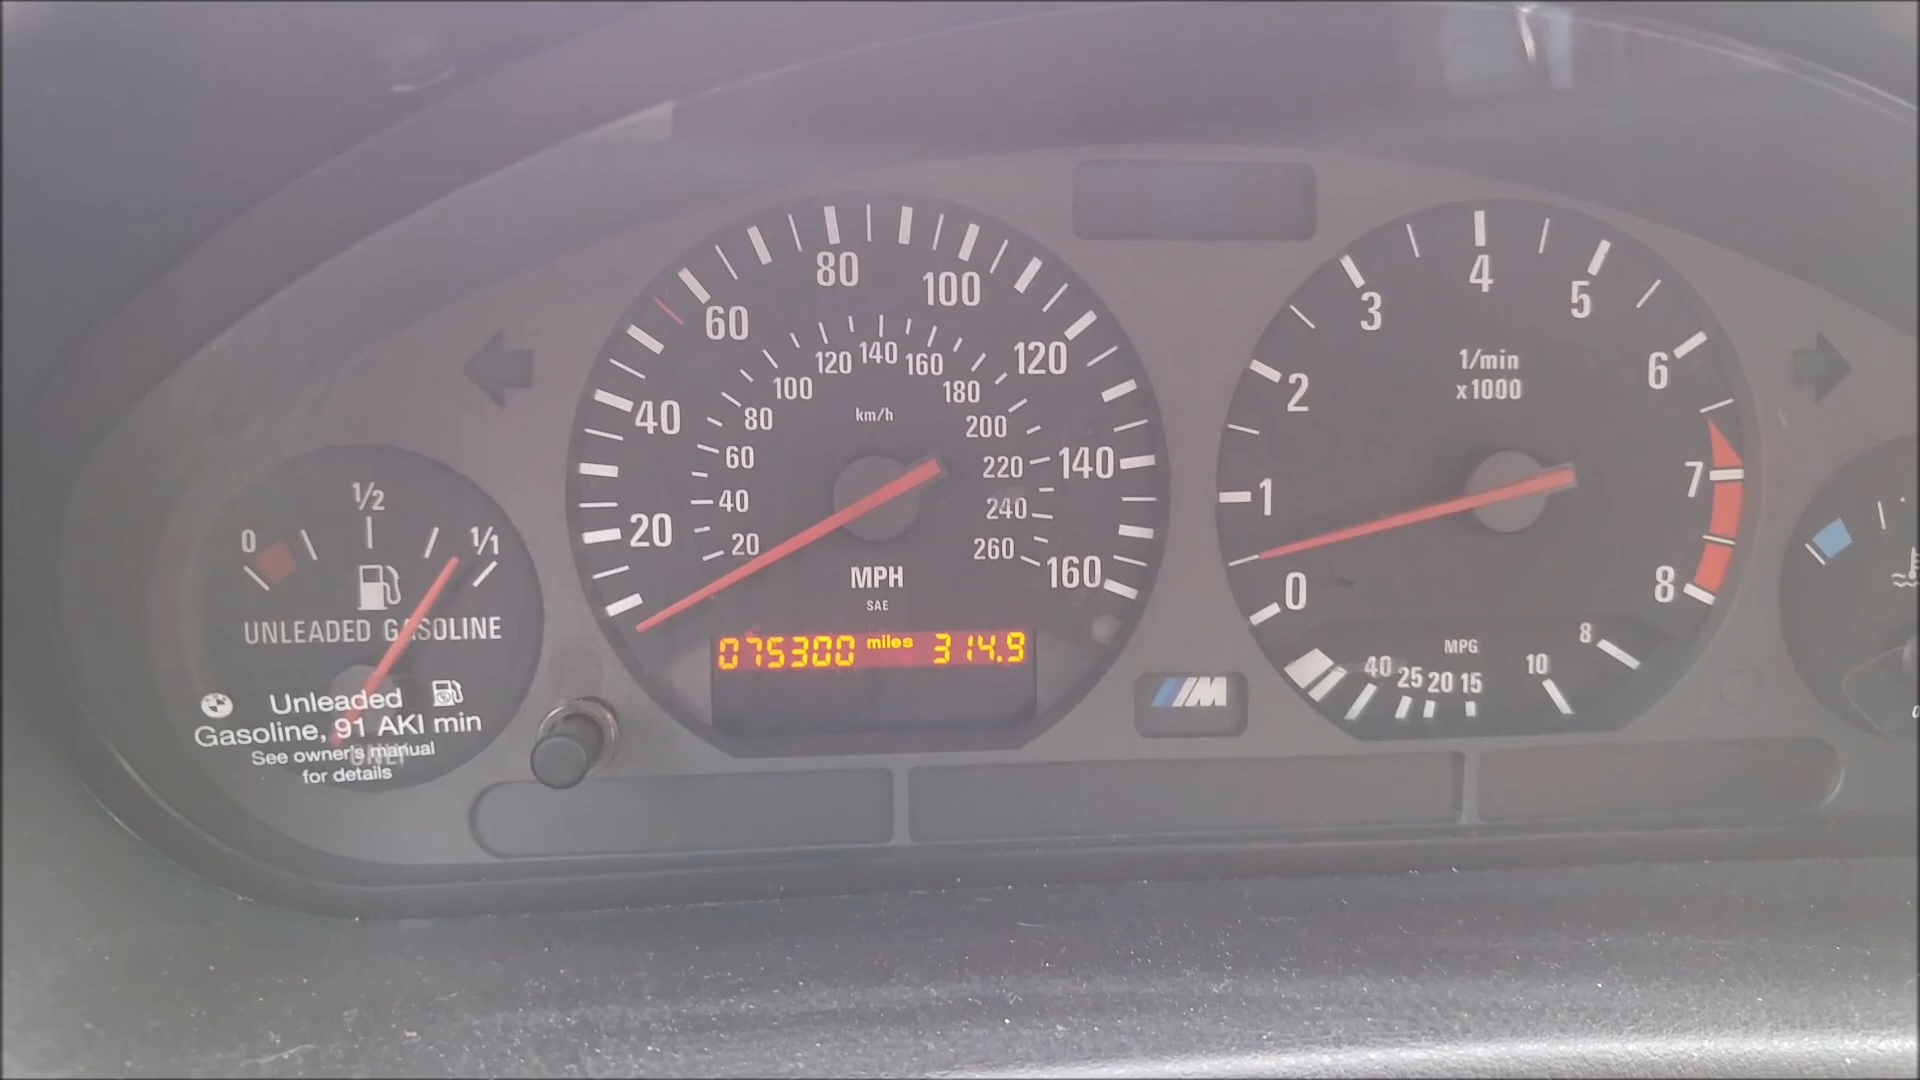 80
60
100
40
120
20
140
160
120 140 160
100
180
80
200
60
220
40
240
20
260
km/h
MPH
SAE
075300 miles 314.9
4
3
5
2
6
1
7
0
8
1/min
x1000
MPG
40 25 20 15 10 8
M
0 1/2 1/1
UNLEADED GASOLINE
ONLY
Unleaded
Gasoline, 91 AKI min
See owner's manual
for details